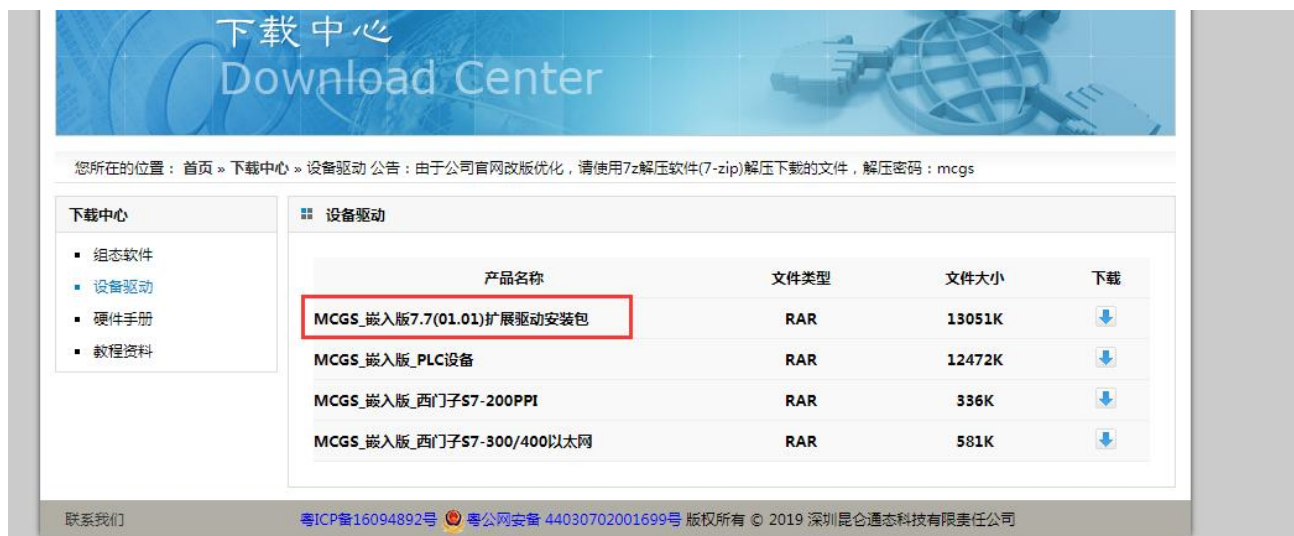 下载中心
Download Center
您所在的位置： 首页 » 下载中心 » 设备驱动 公告：由于公司官网改版优化，请使用7z解压软件(7-zip)解压下载的文件，解压密码：mcgs
下载中心
组态软件
设备驱动
硬件手册
教程资料
设备驱动
产品名称 文件类型 文件大小 下载
MCGS_嵌入版7.7(01.01)扩展驱动安装包 RAR 13051K
MCGS_嵌入版_PLC设备 RAR 12472K
MCGS_嵌入版_西门子S7-200PPI RAR 336K
MCGS_嵌入版_西门子S7-300/400以太网 RAR 581K
联系我们 粤ICP备16094892号 粤公网安备 44030702001699号 版权所有 © 2019 深圳昆仑通态科技有限责任公司